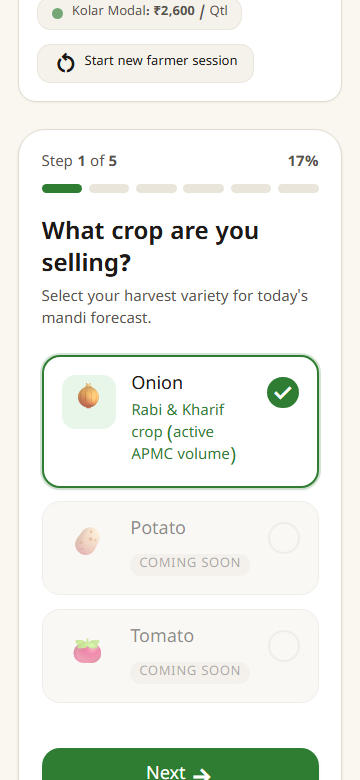 Kolar Modal: ₹2,600 / Qtl
Start new farmer session
Step 1 of 5
17%
What crop are you
selling?
Select your harvest variety for today's
mandi forecast.
Onion
Rabi & Kharif
crop (active
APMC volume)
Potato
COMING SOON
Tomato
COMING SOON
Next →